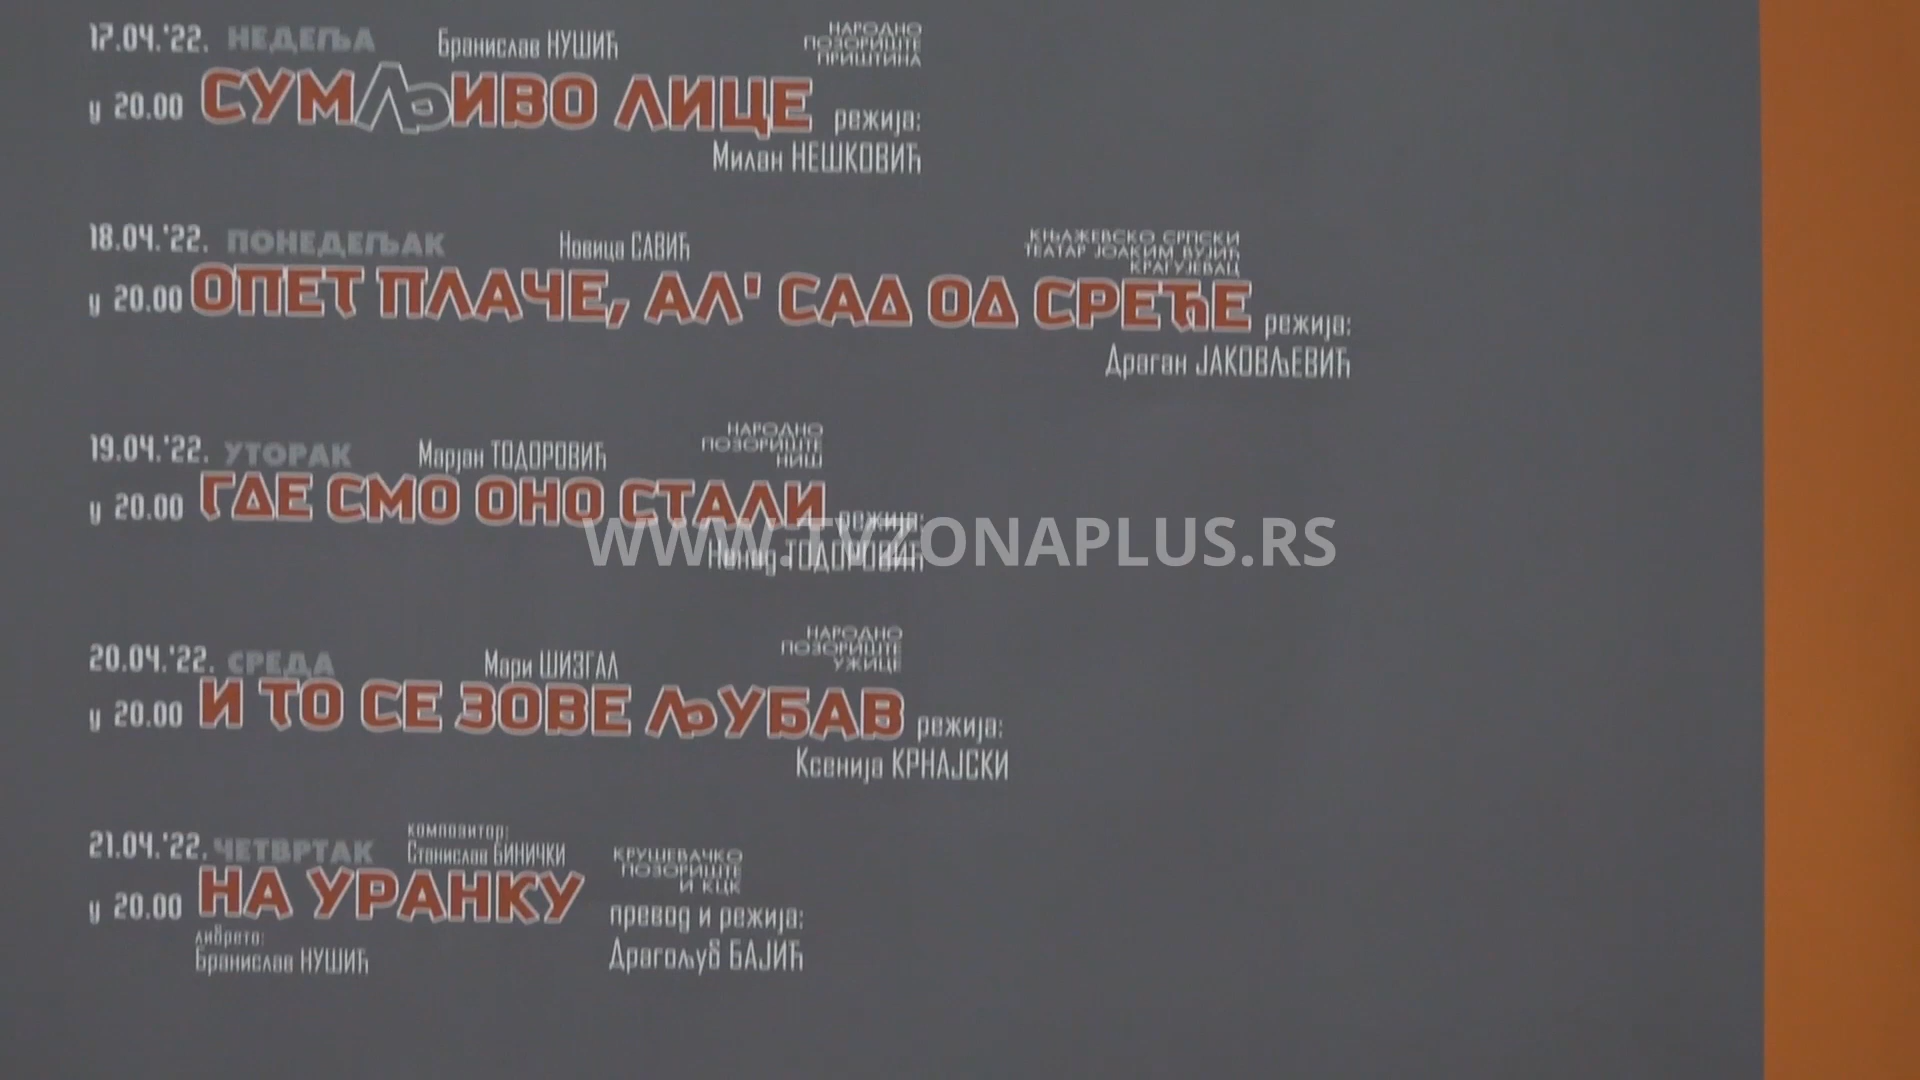 17.04.'22. НЕДЕЉА Бранислав НУШИЋ НАРОДНО
ПОЗОРИШТЕ
ПРИШТИНА
у 20.00 СУМЉИВО ЛИЦЕ режија:
Милан НЕШКОВИЋ
18.04.'22. ПОНЕДЕЉАК Новица САВИЋ КЊАЖЕВСКО СРПСКИ
ТЕАТАР ЈОАКИМ ВУЈИЋ
КРАГУЈЕВАЦ
у 20.00 ОПЕТ ПЛАЧЕ, АЛ' САД ОД СРЕЋЕ режија:
Драган ЈАКОВЉЕВИЋ
19.04.'22. УТОРАК Марјан ТОДОРОВИЋ НАРОДНО
ПОЗОРИШТЕ
НИШ
у 20.00 ГДЕ СМО ОНО СТАЛИ режија:
Ненад ТОДОРОВИЋ
WWW.TVZONAPLUS.RS
20.04.'22. СРЕДА Мари ШИЗГАЛ НАРОДНО
ПОЗОРИШТЕ
УЖИЦЕ
у 20.00 И ТО СЕ ЗОВЕ ЉУБАВ режија:
Ксенија КРНАЈСКИ
21.04.'22. ЧЕТВРТАК композитор:
Станислав БИНИЧКИ КРУШЕВАЧКО
ПОЗОРИШТЕ
И КЦК
у 20.00 НА УРАНКУ превод и режија:
либрето:
Бранислав НУШИЋ Драгољуб БАЈИЋ